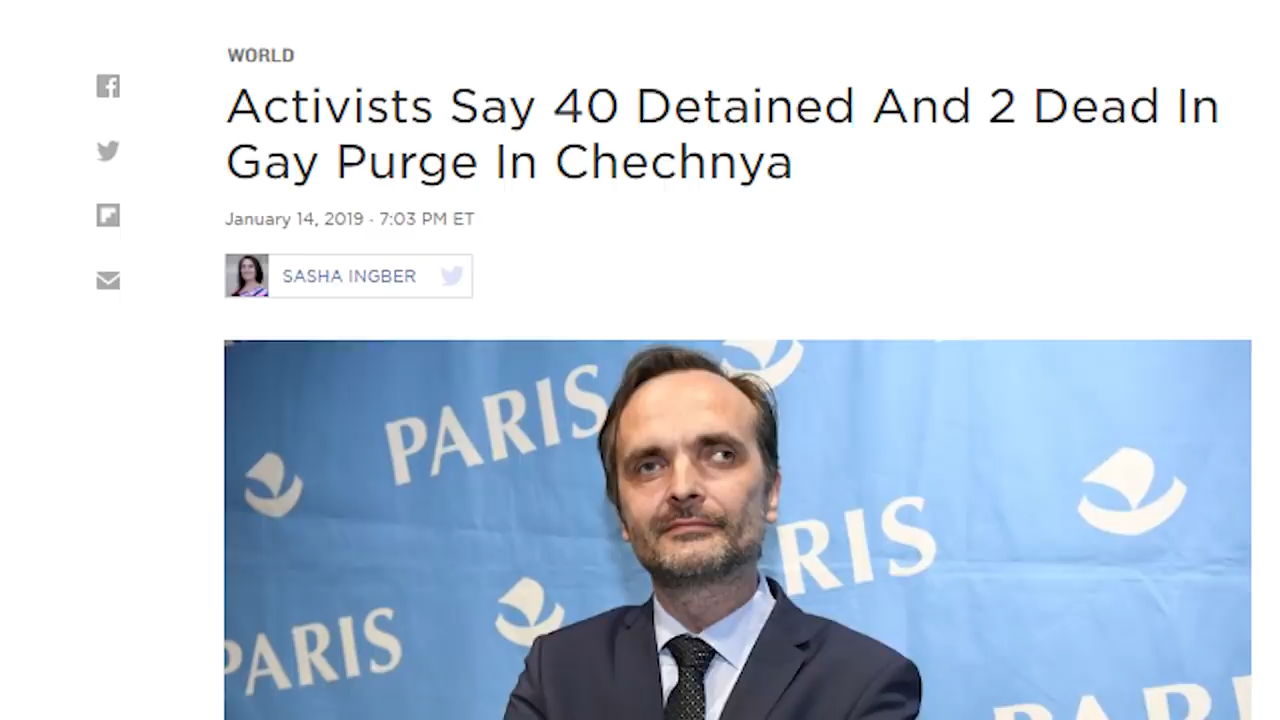 WORLD
Activists Say 40 Detained And 2 Dead In
Gay Purge In Chechnya
January 14, 2019 · 7:03 PM ET
SASHA INGBER
PARIS
RIS
PARIS
PARI